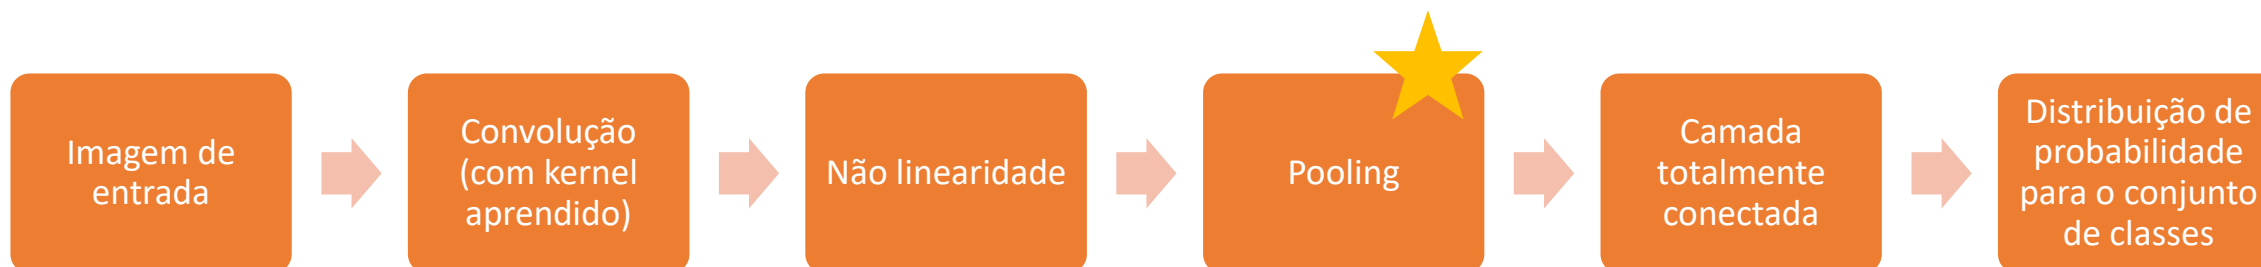 Imagem de
entrada
Convolução
(com kernel
aprendido)
Não linearidade
Pooling
Camada
totalmente
conectada
Distribuição de
probabilidade
para o conjunto
de classes